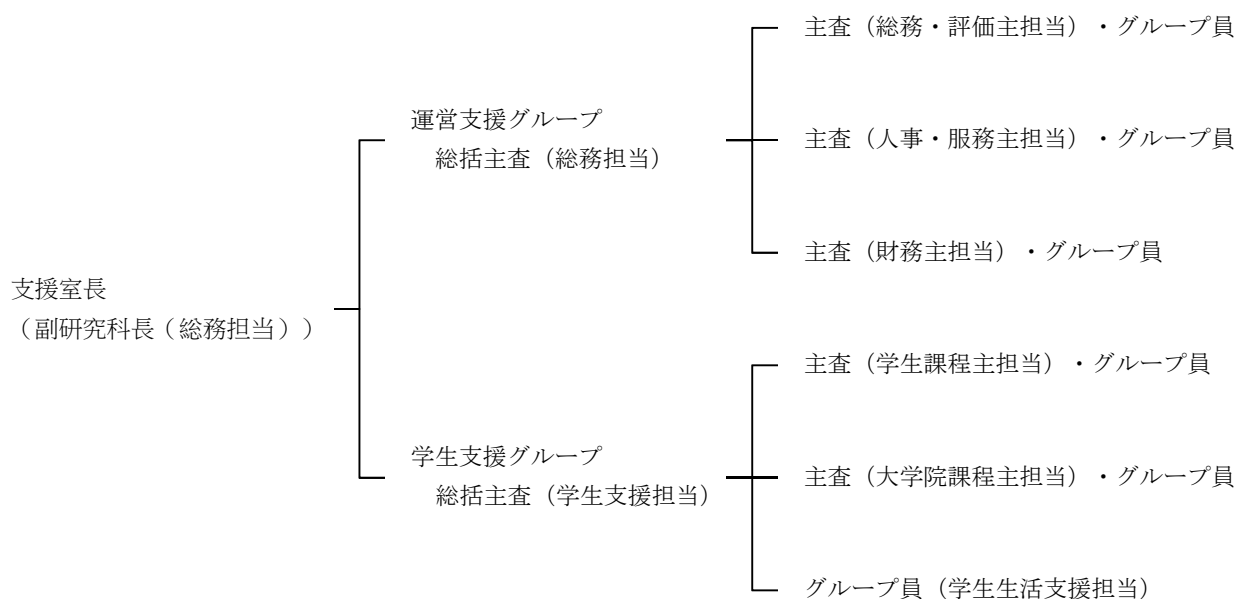 主査（総務・評価主担当）・グループ員
運営支援グループ
総括主査（総務担当）
主査（人事・服務主担当）・グループ員
主査（財務主担当）・グループ員
支援室長
（副研究科長（総務担当））
主査（学生課程主担当）・グループ員
学生支援グループ
総括主査（学生支援担当）
主査（大学院課程主担当）・グループ員
グループ員（学生生活支援担当）